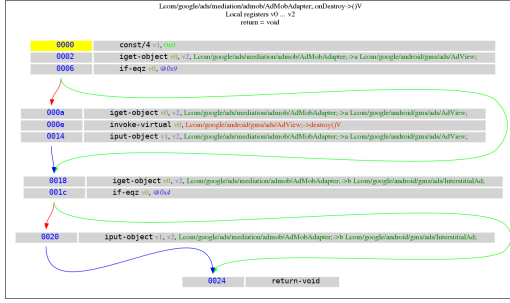 Lcom/google/ads/mediation/admob/AdMobAdapter;.onDestroy->()V
Local registers v0 ... v2
return = void
0000 const/4 v1, 0x0
0002 iget-object v0, v2, Lcom/google/ads/mediation/admob/AdMobAdapter;->a Lcom/google/android/gms/ads/AdView;
0006 if-eqz v0, @0x9
000a iget-object v0, v2, Lcom/google/ads/mediation/admob/AdMobAdapter;->a Lcom/google/android/gms/ads/AdView;
000e invoke-virtual v0, Lcom/google/android/gms/ads/AdView;->destroy()V
0014 iput-object v1, v2, Lcom/google/ads/mediation/admob/AdMobAdapter;->a Lcom/google/android/gms/ads/AdView;
0018 iget-object v0, v2, Lcom/google/ads/mediation/admob/AdMobAdapter;->b Lcom/google/android/gms/ads/InterstitialAd;
001c if-eqz v0, @0x4
0020 iput-object v1, v2, Lcom/google/ads/mediation/admob/AdMobAdapter;->b Lcom/google/android/gms/ads/InterstitialAd;
0024 return-void